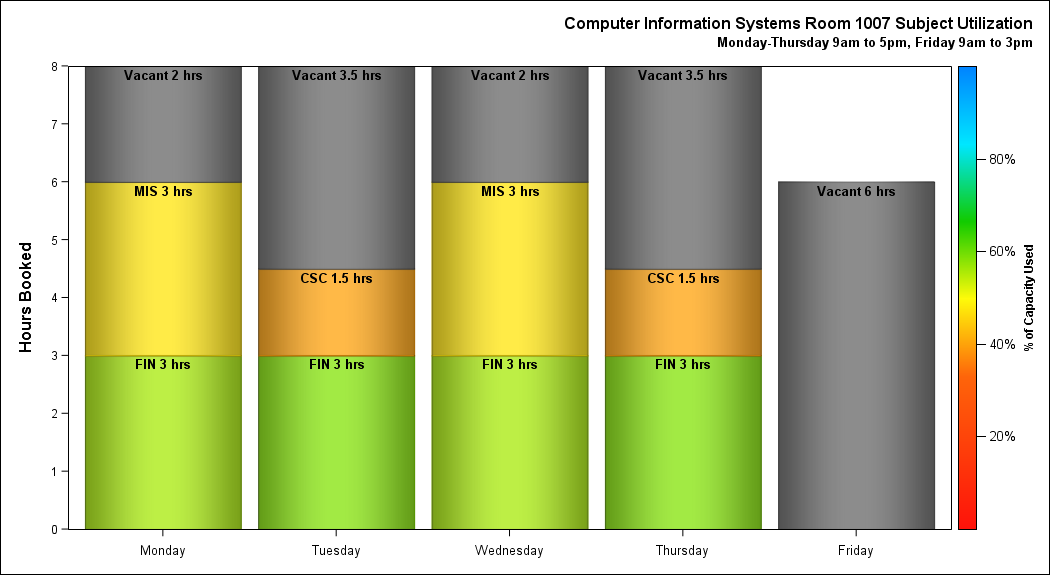 Computer Information Systems Room 1007 Subject Utilization
Monday-Thursday 9am to 5pm, Friday 9am to 3pm
Hours Booked
8
7
6
5
4
3
2
1
0
Vacant 2 hrs
MIS 3 hrs
FIN 3 hrs
Vacant 3.5 hrs
CSC 1.5 hrs
FIN 3 hrs
Vacant 2 hrs
MIS 3 hrs
FIN 3 hrs
Vacant 3.5 hrs
CSC 1.5 hrs
FIN 3 hrs
Vacant 6 hrs
Monday
Tuesday
Wednesday
Thursday
Friday
80%
60%
40%
20%
% of Capacity Used